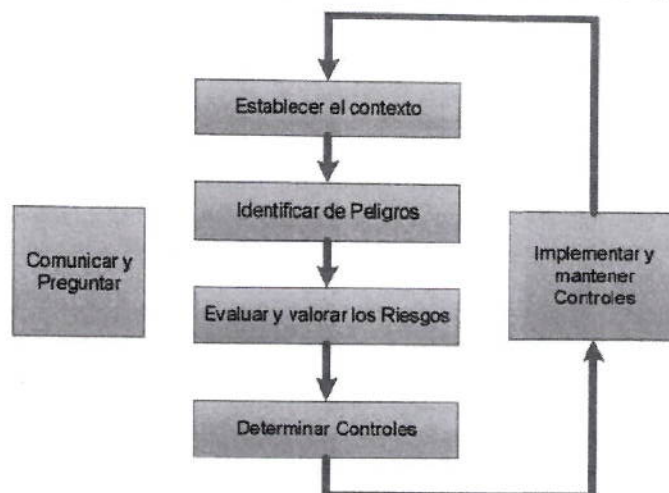 Establecer el contexto
Identificar de Peligros
Comunicar y
Preguntar
Evaluar y valorar los Riesgos
Implementar y
mantener
Controles
Determinar Controles